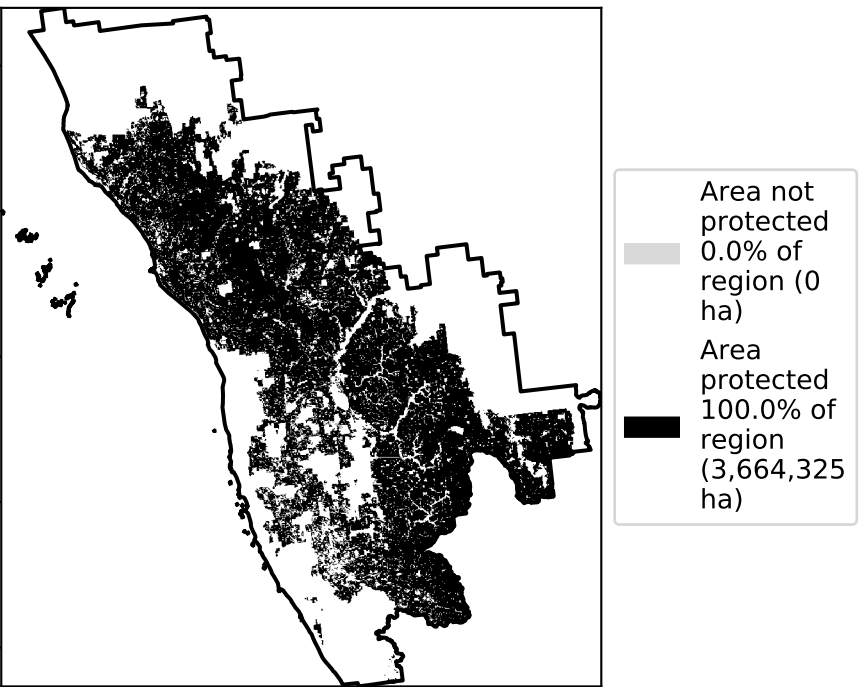 Area not
protected
0.0% of
region (0
ha)
Area
protected
100.0% of
region
(3,664,325
ha)